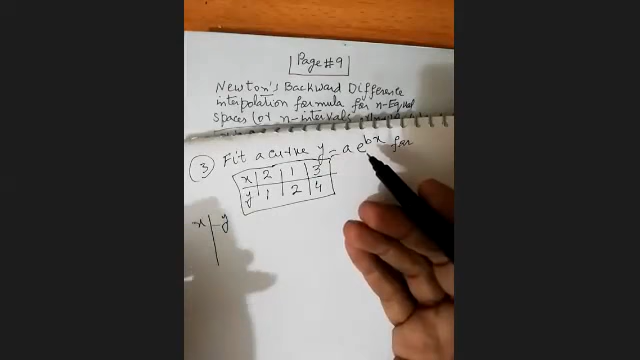 Page #9
Newton's Backward Difference
interpolation formula for n-Equal
spaces (or n-intervals
③ Fit a curve y = a e^bx for
x | 2 | 1 | 3
y | 1 | 2 | 4
x | y